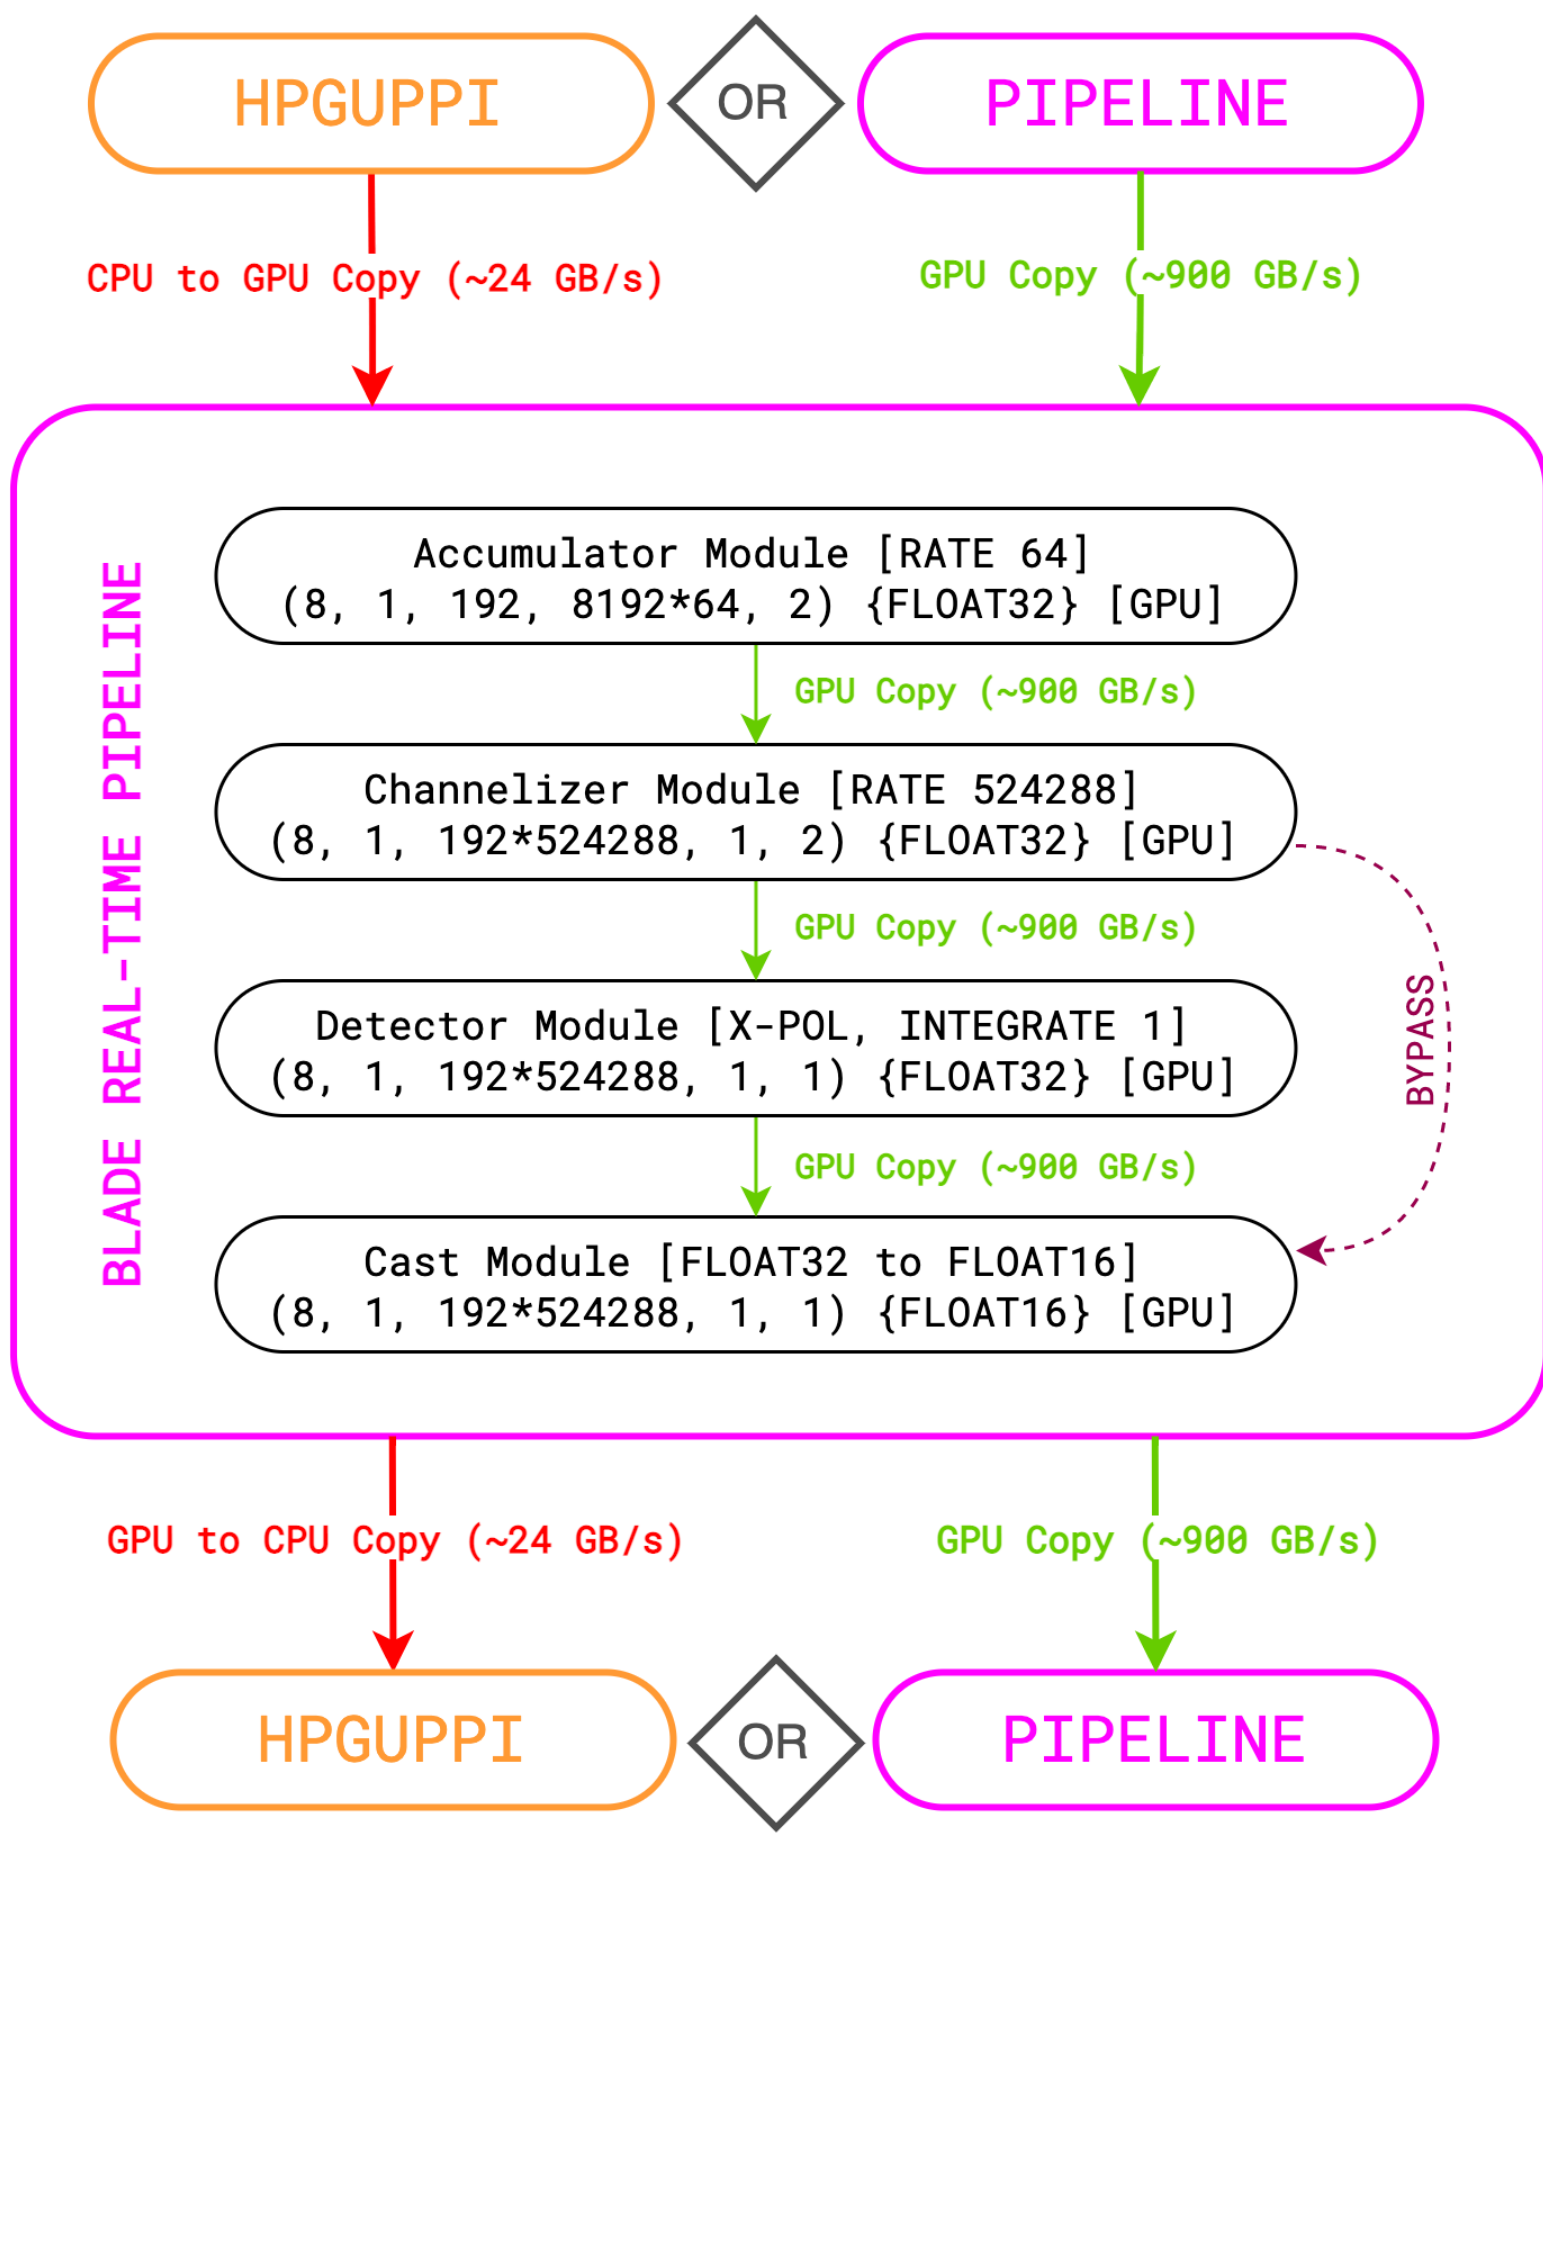 HPGUPPI
OR
PIPELINE
CPU to GPU Copy (~24 GB/s)
GPU Copy (~900 GB/s)
BLADE REAL-TIME PIPELINE
Accumulator Module [RATE 64]
(8, 1, 192, 8192*64, 2) {FLOAT32} [GPU]
GPU Copy (~900 GB/s)
Channelizer Module [RATE 524288]
(8, 1, 192*524288, 1, 2) {FLOAT32} [GPU]
GPU Copy (~900 GB/s)
Detector Module [X-POL, INTEGRATE 1]
(8, 1, 192*524288, 1, 1) {FLOAT32} [GPU]
BYPASS
GPU Copy (~900 GB/s)
Cast Module [FLOAT32 to FLOAT16]
(8, 1, 192*524288, 1, 1) {FLOAT16} [GPU]
GPU to CPU Copy (~24 GB/s)
GPU Copy (~900 GB/s)
HPGUPPI
OR
PIPELINE